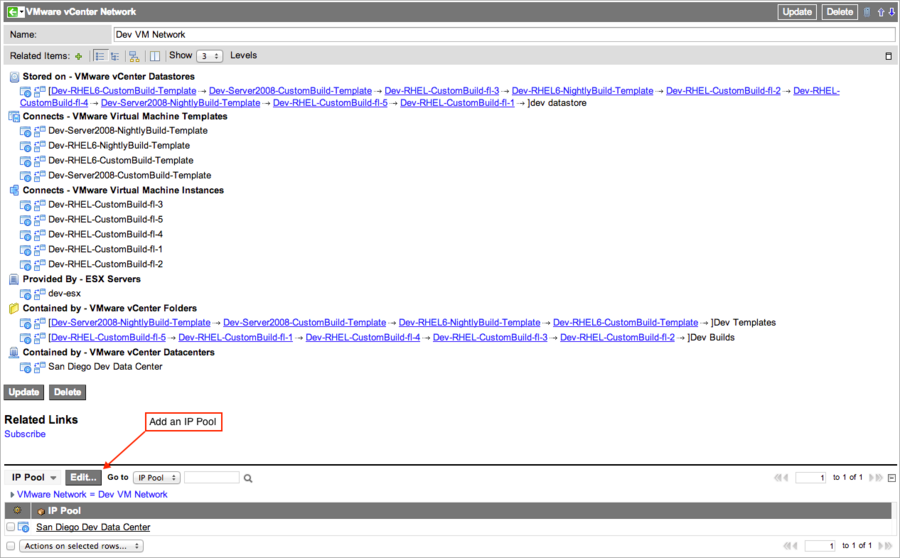 VMware vCenter Network Update Delete
Name: Dev VM Network
Related Items: Show 3 Levels
Stored on - VMware vCenter Datastores
[Dev-RHEL6-CustomBuild-Template → Dev-Server2008-CustomBuild-Template → Dev-RHEL-CustomBuild-fl-3 → Dev-RHEL6-NightlyBuild-Template → Dev-RHEL-CustomBuild-fl-2 → Dev-RHEL-
CustomBuild-fl-4 → Dev-Server2008-NightlyBuild-Template → Dev-RHEL-CustomBuild-fl-5 → Dev-RHEL-CustomBuild-fl-1 → ]dev datastore
Connects - VMware Virtual Machine Templates
Dev-Server2008-NightlyBuild-Template
Dev-RHEL6-NightlyBuild-Template
Dev-RHEL6-CustomBuild-Template
Dev-Server2008-CustomBuild-Template
Connects - VMware Virtual Machine Instances
Dev-RHEL-CustomBuild-fl-3
Dev-RHEL-CustomBuild-fl-5
Dev-RHEL-CustomBuild-fl-4
Dev-RHEL-CustomBuild-fl-1
Dev-RHEL-CustomBuild-fl-2
Provided By - ESX Servers
dev-esx
Contained by - VMware vCenter Folders
[Dev-Server2008-NightlyBuild-Template → Dev-Server2008-CustomBuild-Template → Dev-RHEL6-NightlyBuild-Template → Dev-RHEL6-CustomBuild-Template → ]Dev Templates
[Dev-RHEL-CustomBuild-fl-5 → Dev-RHEL-CustomBuild-fl-1 → Dev-RHEL-CustomBuild-fl-4 → Dev-RHEL-CustomBuild-fl-3 → Dev-RHEL-CustomBuild-fl-2 → ]Dev Builds
Contained by - VMware vCenter Datacenters
San Diego Dev Data Center
Update Delete
Related Links
Subscribe
Add an IP Pool
IP Pool Edit... Go to IP Pool 1 to 1 of 1
VMware Network = Dev VM Network
IP Pool
San Diego Dev Data Center
Actions on selected rows... 1 to 1 of 1